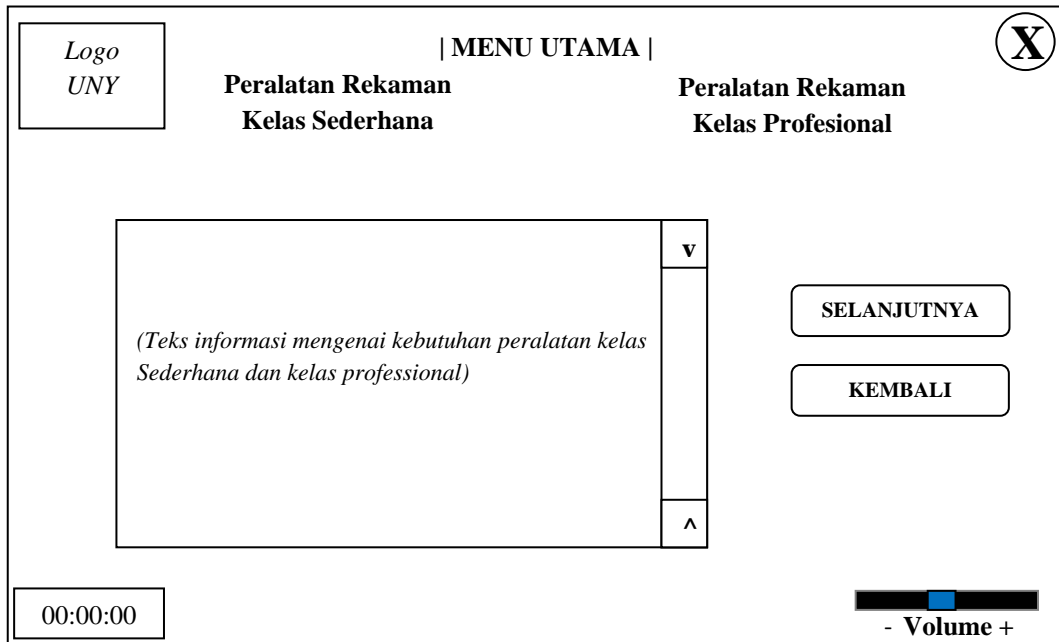 Logo
UNY
| MENU UTAMA |
X
Peralatan Rekaman
Kelas Sederhana
Peralatan Rekaman
Kelas Profesional
v
(Teks informasi mengenai kebutuhan peralatan kelas
Sederhana dan kelas professional)
^
SELANJUTNYA
KEMBALI
00:00:00
- Volume +